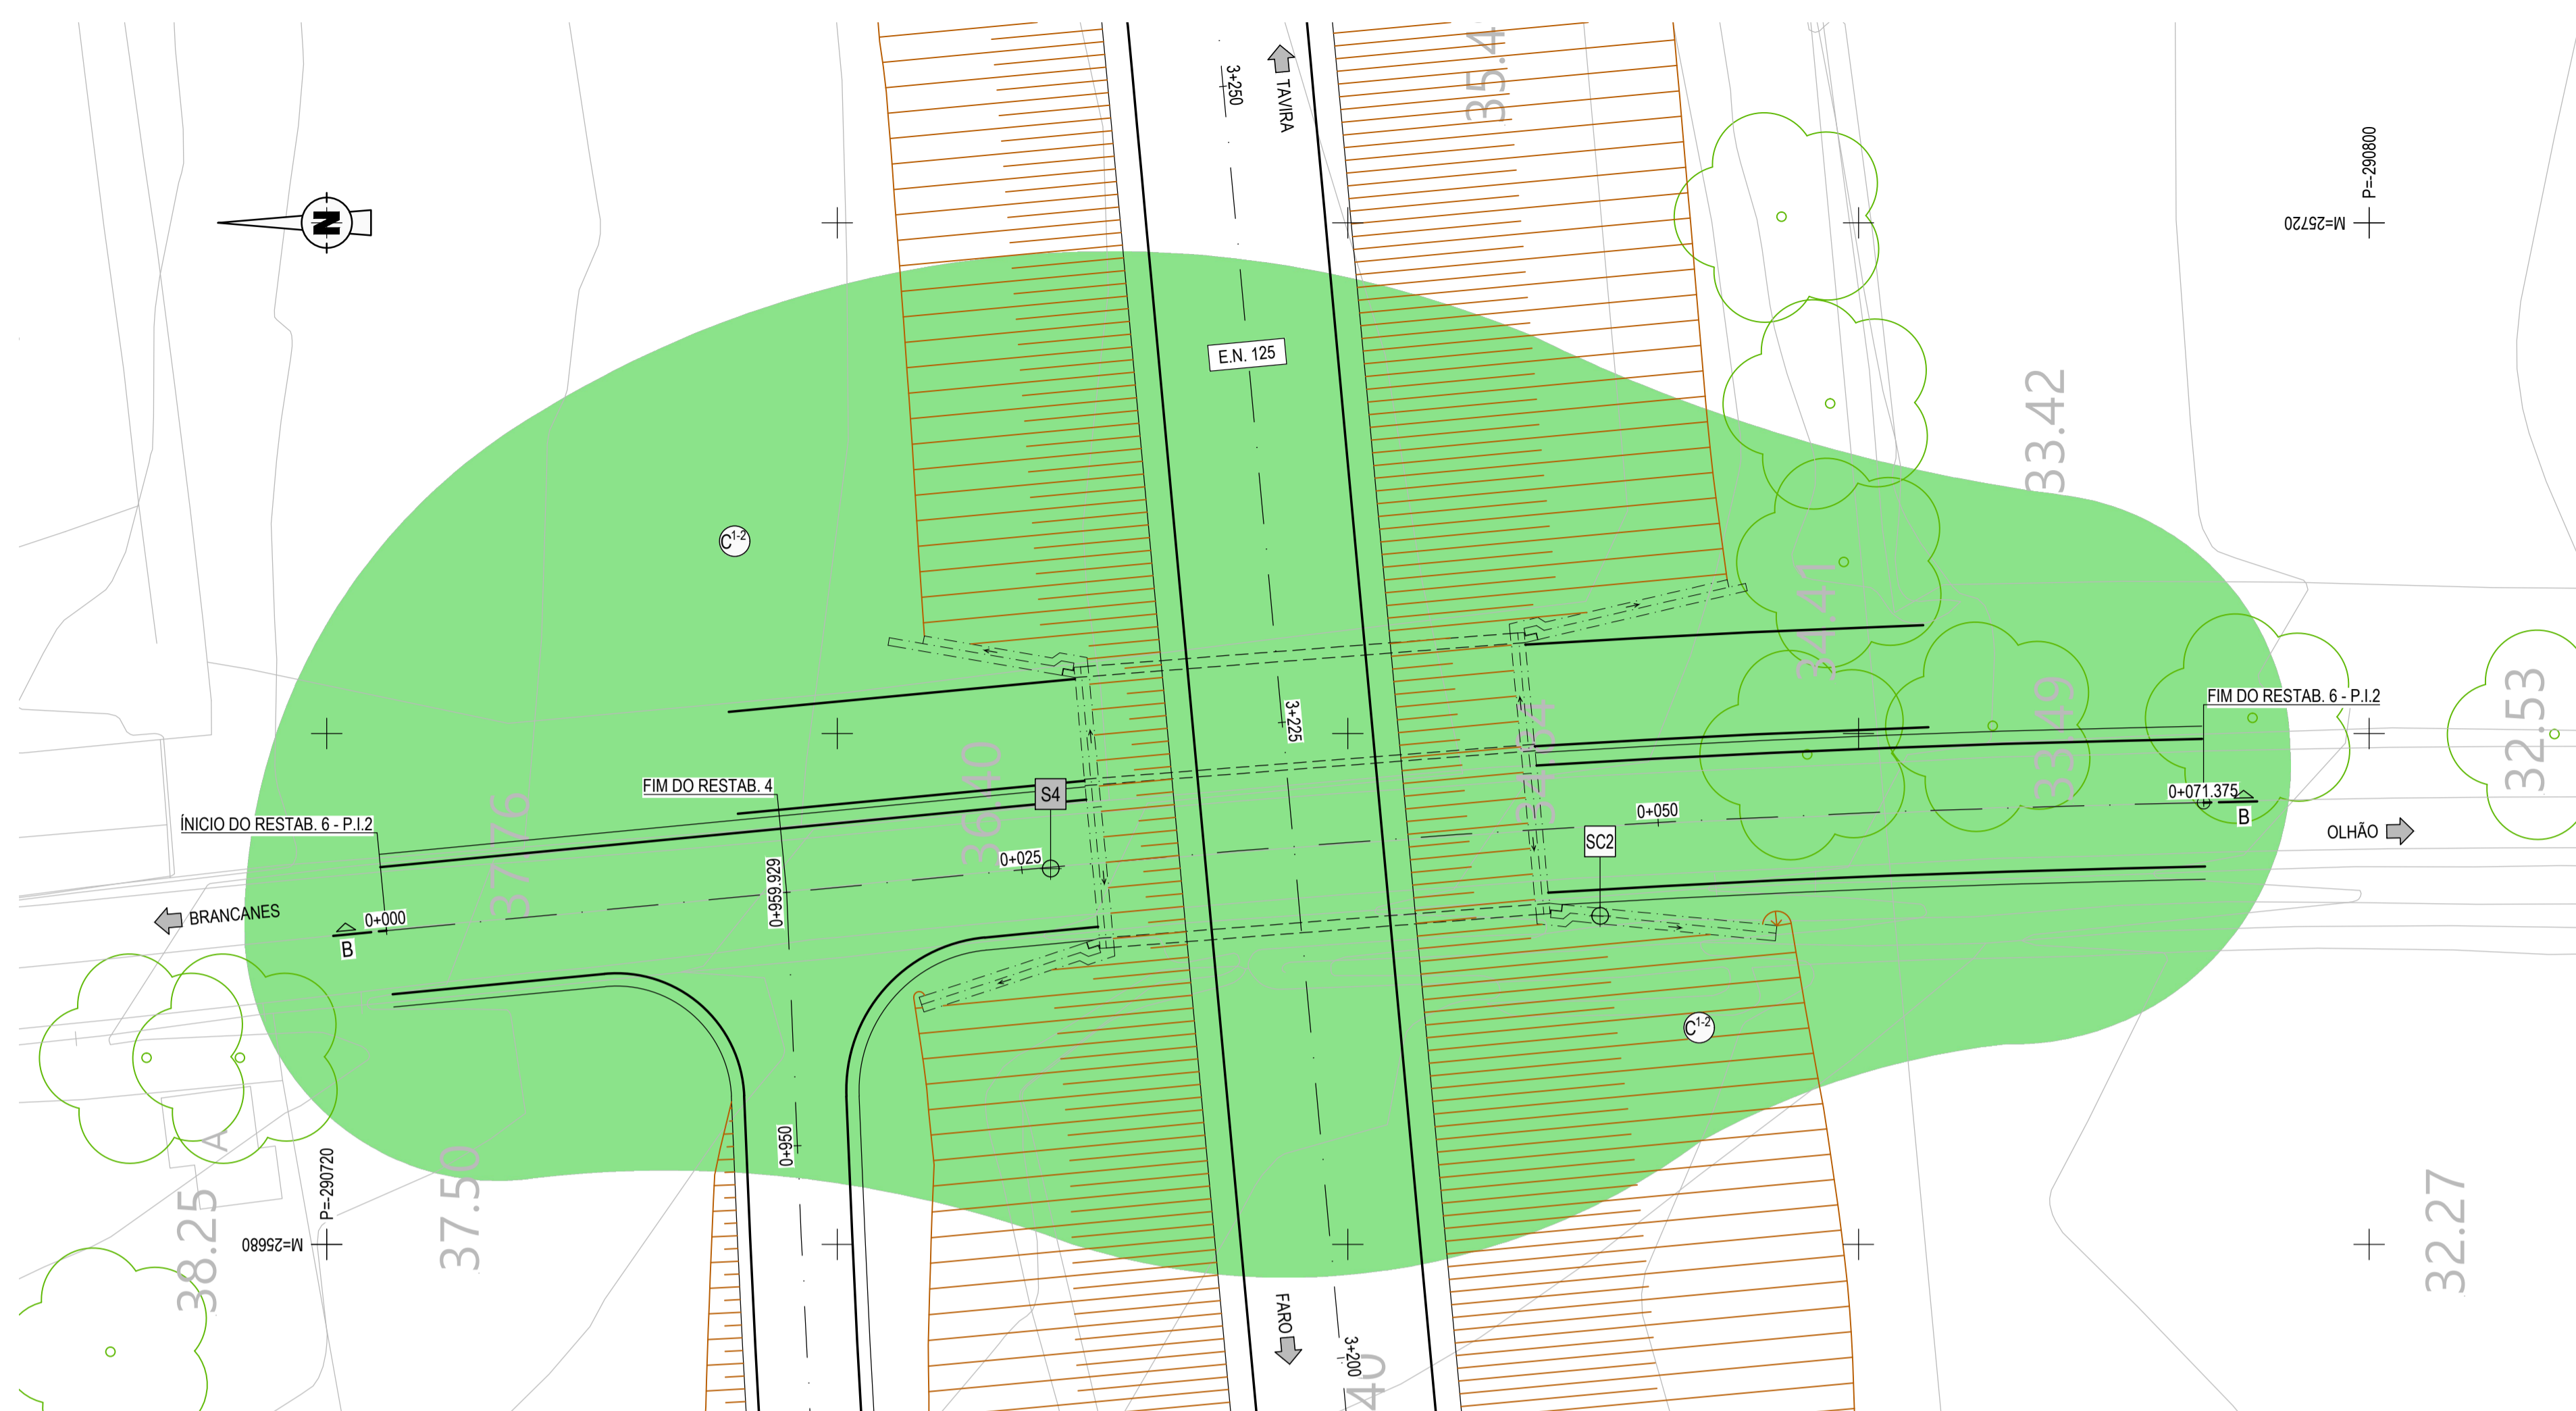 3+250
TAVIRA
35.4
P=-290800
M=25720
N
E.N. 125
33.42
C1-2
34.41
33.49
32.53
FIM DO RESTAB. 6 - P.I.2
3+225
36.40
FIM DO RESTAB. 4
S4
37.76
ÍNICIO DO RESTAB. 6 - P.I.2
0+071.375
B
0+050
OLHÃO
SC2
0+025
0+959.929
BRANCANES
0+000
B
C1-2
0+950
A
P=-290720
M=25680
38.25
37.50
32.27
FARO
3+200
40